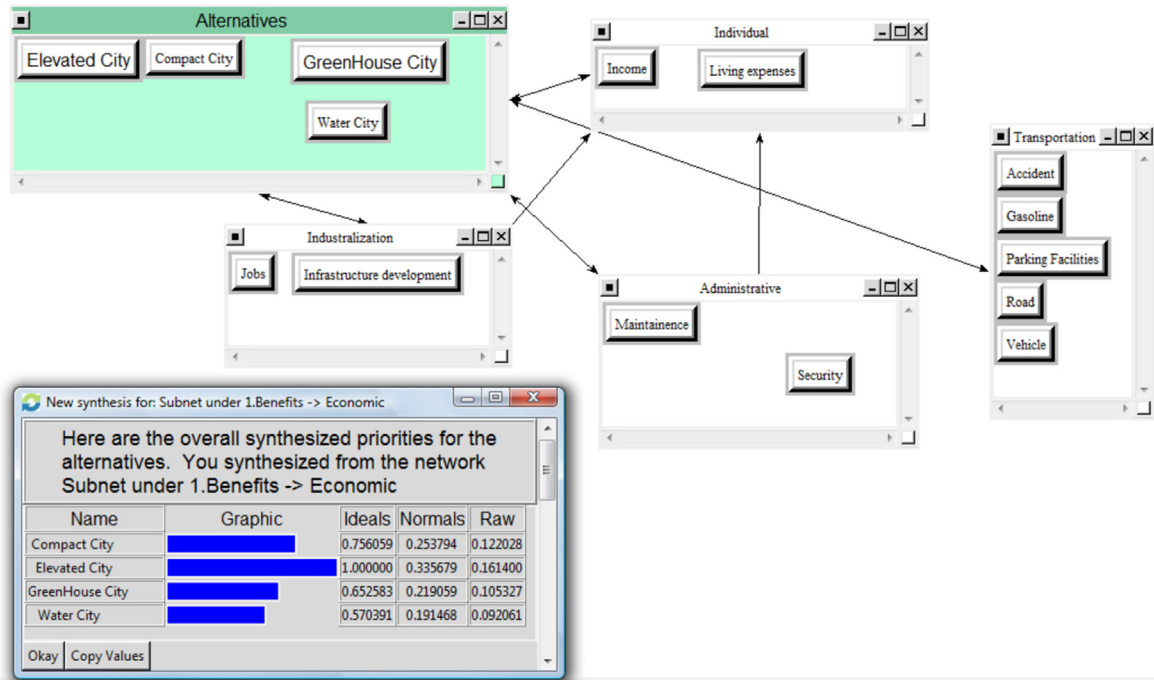 Alternatives
Elevated City
Compact City
GreenHouse City
Water City
Individual
Income
Living expenses
Transportation
Accident
Gasoline
Parking Facilities
Road
Vehicle
Industralization
Jobs
Infrastructure development
Administrative
Maintainence
Security
New synthesis for: Subnet under 1.Benefits -> Economic
Here are the overall synthesized priorities for the
alternatives. You synthesized from the network
Subnet under 1.Benefits -> Economic
Name Graphic Ideals Normals Raw
Compact City 0.756059 0.253794 0.122028
Elevated City 1.000000 0.335679 0.161400
GreenHouse City 0.652583 0.219059 0.105327
Water City 0.570391 0.191468 0.092061
Okay Copy Values